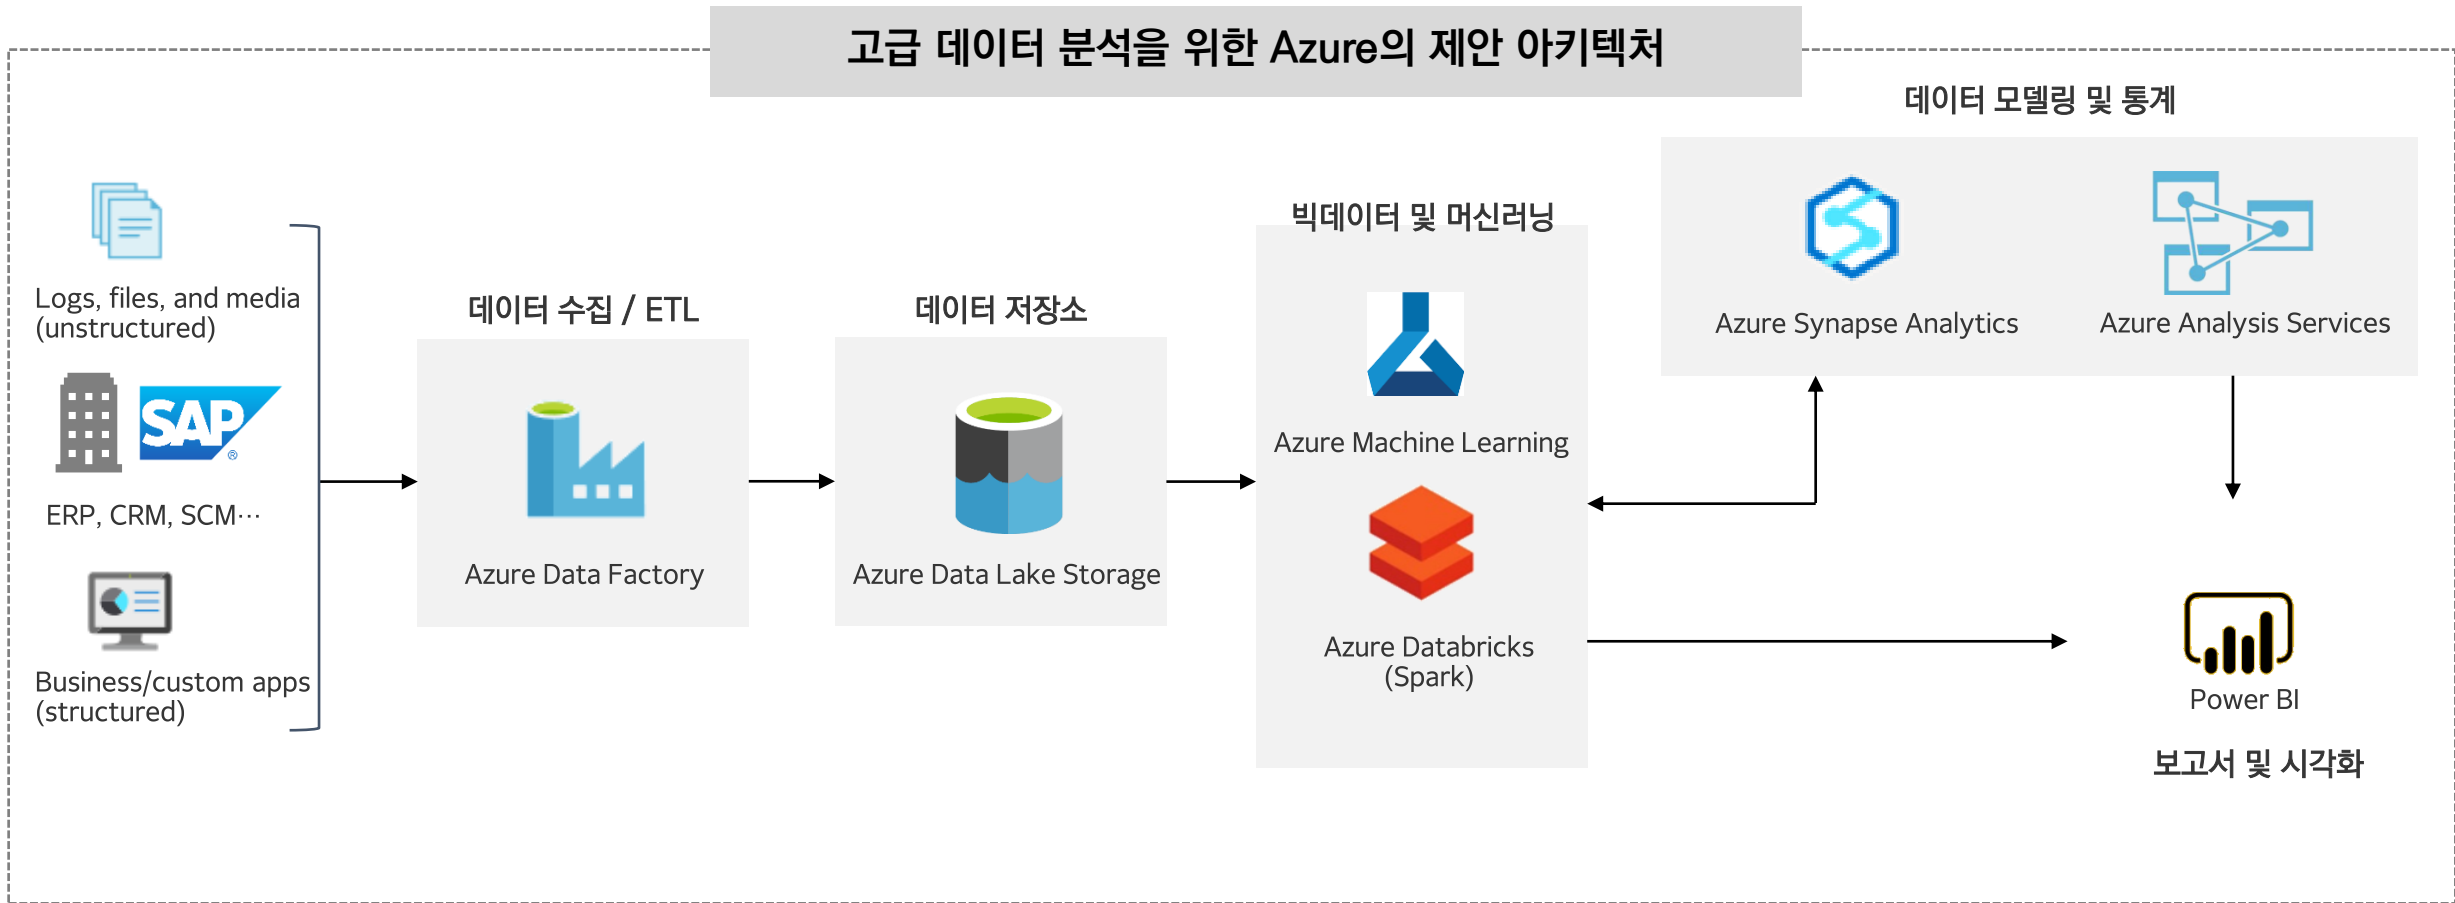 고급 데이터 분석을 위한 Azure의 제안 아키텍처
Logs, files, and media
(unstructured)
SAP
®
ERP, CRM, SCM…
Business/custom apps
(structured)
데이터 수집 / ETL
Azure Data Factory
데이터 저장소
Azure Data Lake Storage
빅데이터 및 머신러닝
Azure Machine Learning
Azure Databricks
(Spark)
데이터 모델링 및 통계
Azure Synapse Analytics
Azure Analysis Services
Power BI
보고서 및 시각화